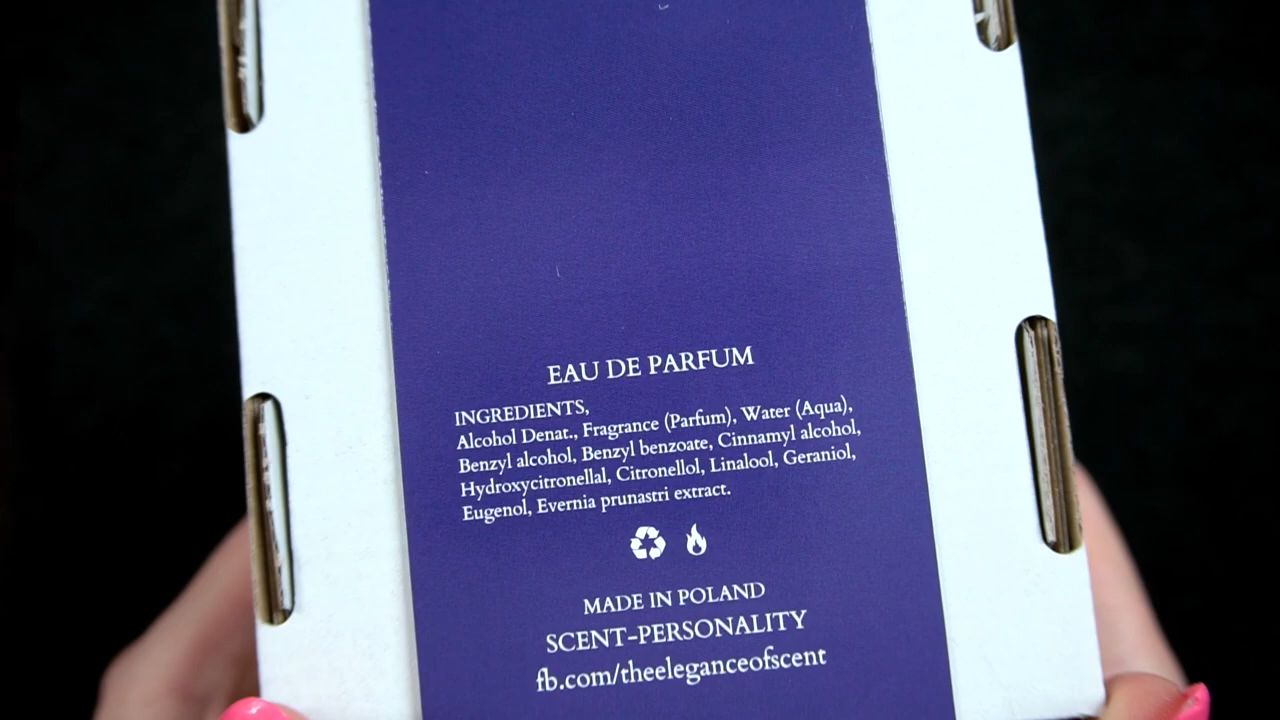 EAU DE PARFUM
INGREDIENTS,
Alcohol Denat., Fragrance (Parfum), Water (Aqua),
Benzyl alcohol, Benzyl benzoate, Cinnamyl alcohol,
Hydroxycitronellal, Citronellol, Linalool, Geraniol,
Eugenol, Evernia prunastri extract.
MADE IN POLAND
SCENT-PERSONALITY
fb.com/theeleganceofscent